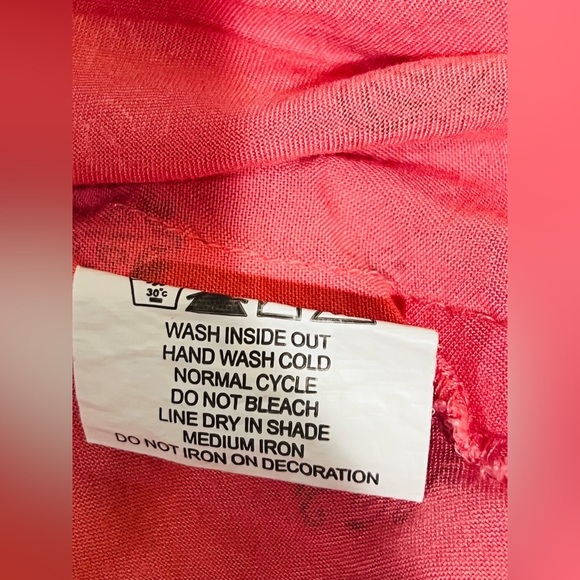 30°C
WASH INSIDE OUT
HAND WASH COLD
NORMAL CYCLE
DO NOT BLEACH
LINE DRY IN SHADE
MEDIUM IRON
DO NOT IRON ON DECORATION